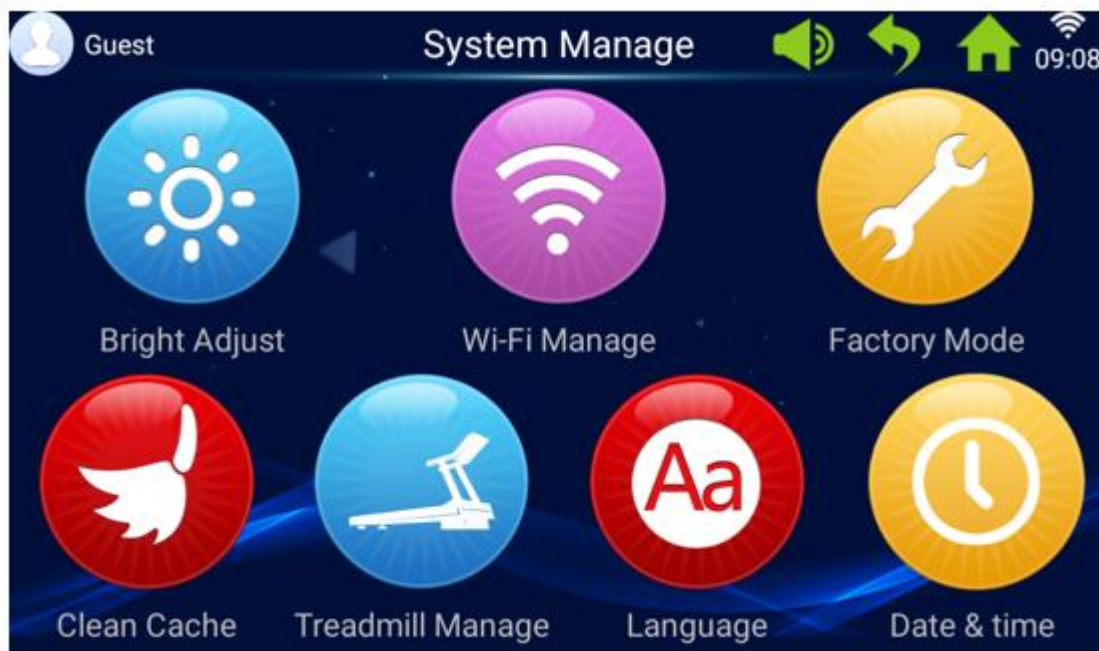 Guest
System Manage
09:08
Bright Adjust
Wi-Fi Manage
Factory Mode
Aa
Clean Cache
Treadmill Manage
Language
Date & time